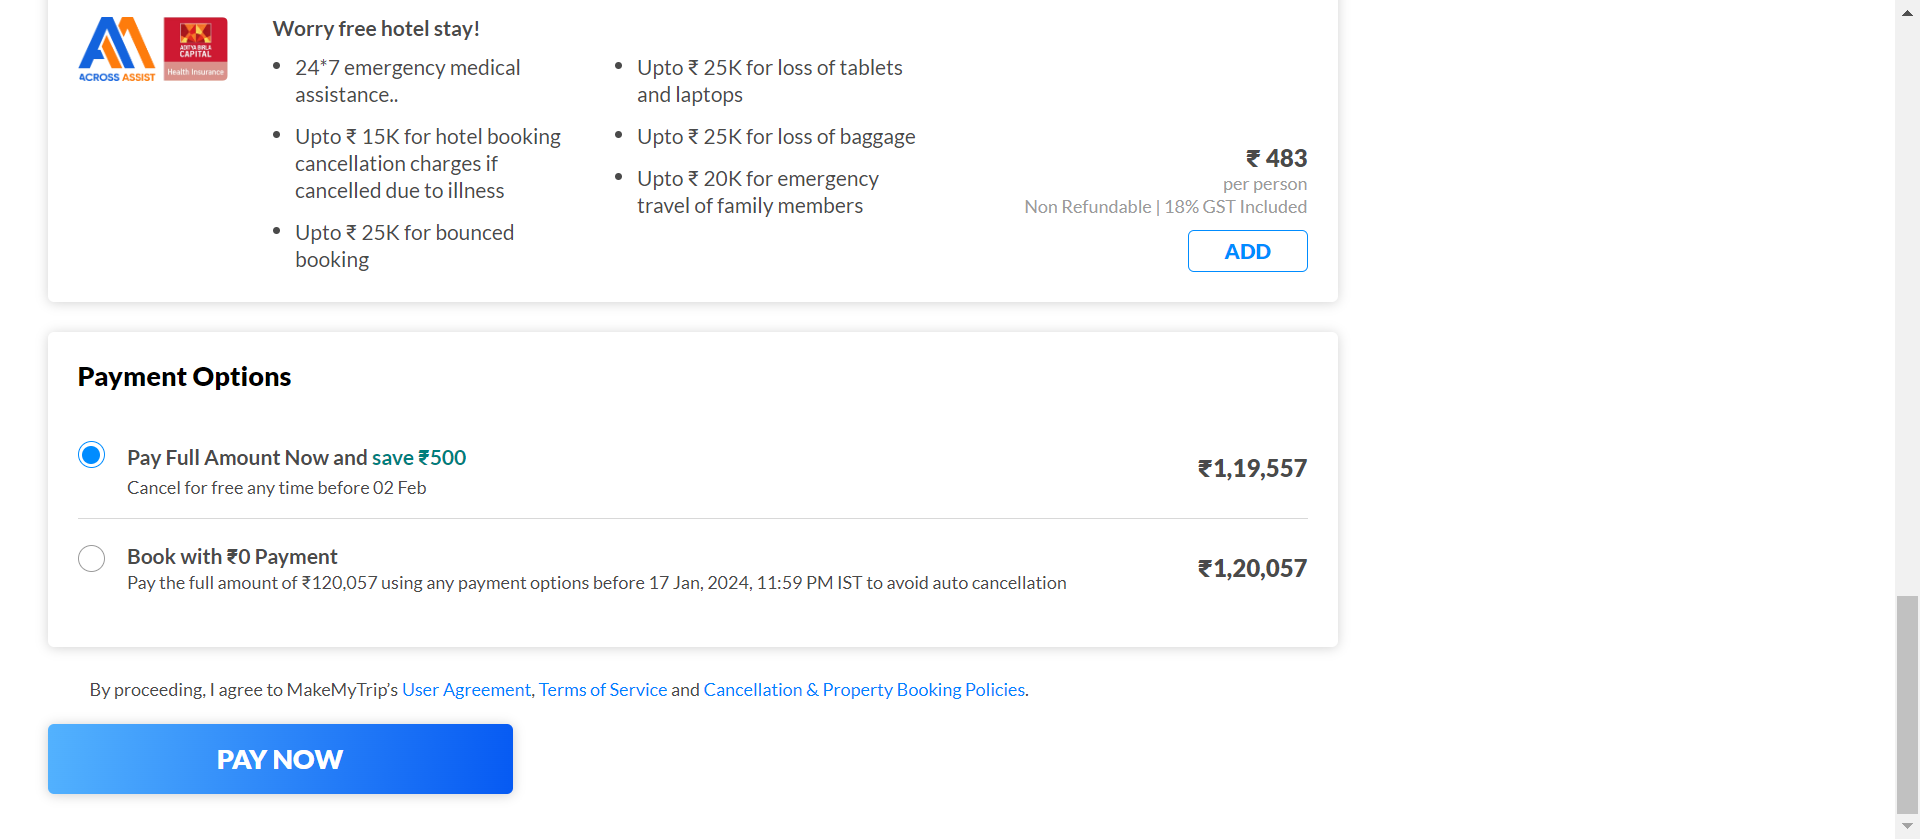 ACROSS ASSIST
ADITYA BIRLA
CAPITAL
Health Insurance
Worry free hotel stay!
• 24*7 emergency medical
assistance..
• Upto ₹ 15K for hotel booking
cancellation charges if
cancelled due to illness
• Upto ₹ 25K for bounced
booking
• Upto ₹ 25K for loss of tablets
and laptops
• Upto ₹ 25K for loss of baggage
• Upto ₹ 20K for emergency
travel of family members
₹ 483
per person
Non Refundable | 18% GST Included
ADD
Payment Options
Pay Full Amount Now and save ₹500
Cancel for free any time before 02 Feb
₹1,19,557
Book with ₹0 Payment
Pay the full amount of ₹120,057 using any payment options before 17 Jan, 2024, 11:59 PM IST to avoid auto cancellation
₹1,20,057
By proceeding, I agree to MakeMyTrip’s User Agreement, Terms of Service and Cancellation & Property Booking Policies.
PAY NOW